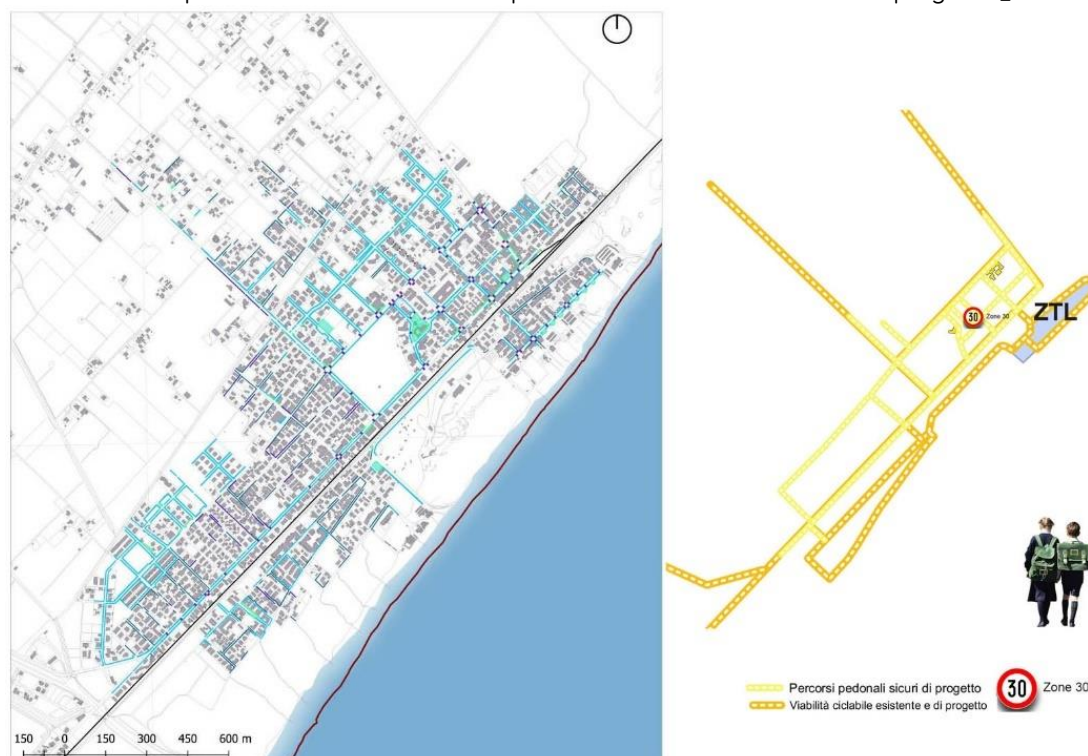 30 Zone 30
ZTL
Percorsi pedonali sicuri di progetto
30 Zone 30
Viabilità ciclabile esistente e di progetto
150 0 150 300 450 600 m